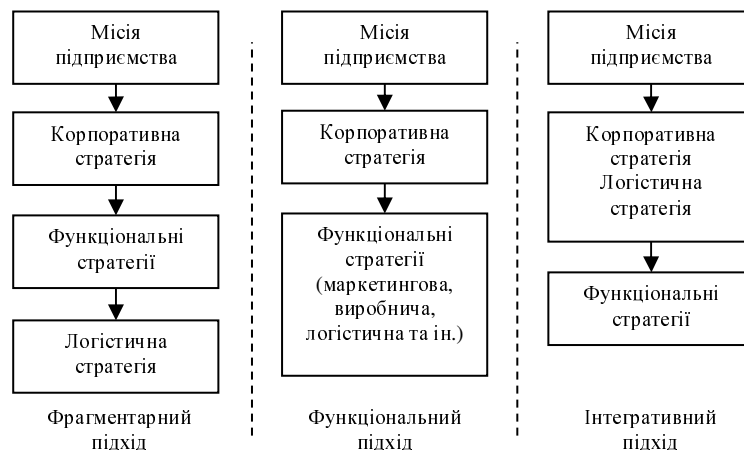 Місія
підприємства
Корпоративна
стратегія
Функціональні
стратегії
Логістична
стратегія
Фрагментарний
підхід
Місія
підприємства
Корпоративна
стратегія
Функціональні
стратегії
(маркетингова,
виробнича,
логістична та ін.)
Функціональний
підхід
Місія
підприємства
Корпоративна
стратегія
Логістична
стратегія
Функціональні
стратегії
Інтегративний
підхід